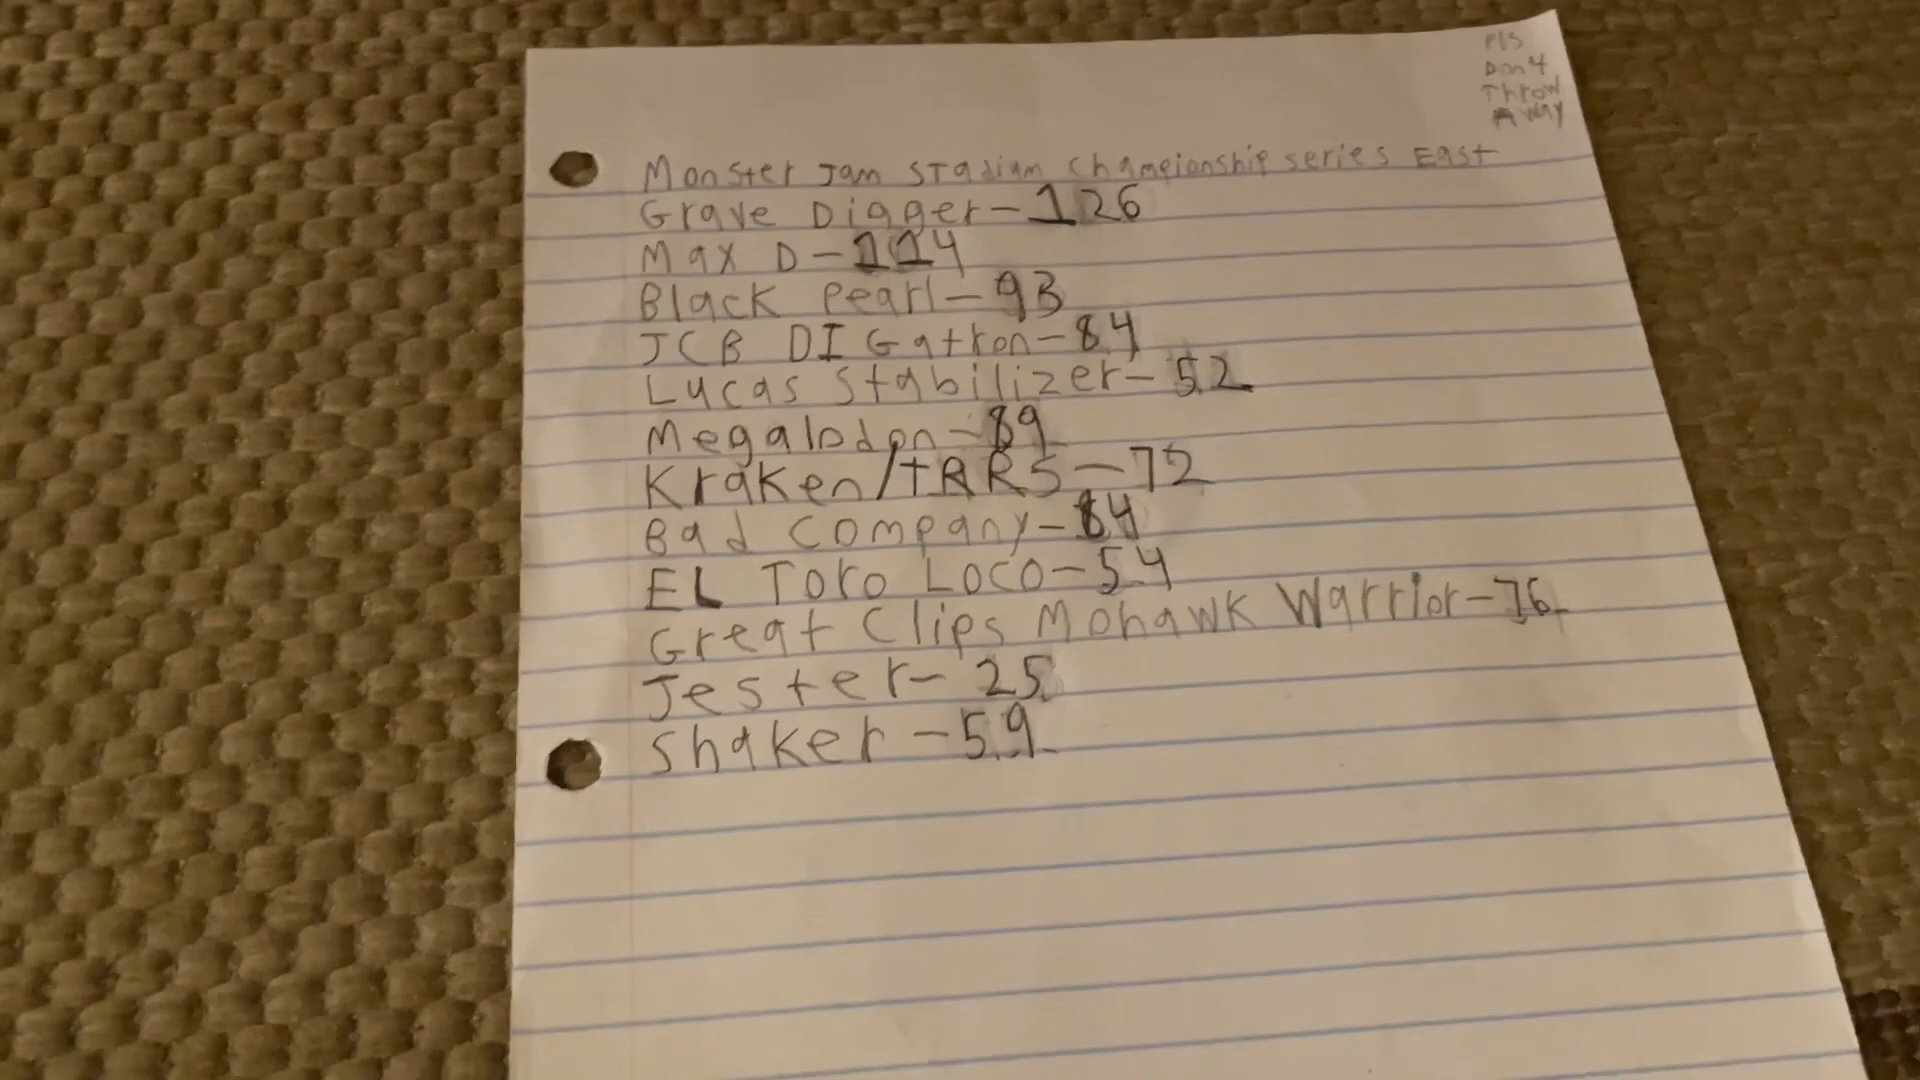 Pls
Don4
Throw
Away
Monster Jam Stadium Championship series East
Grave Digger-126
Max D-114
Black Pearl-93
JCB DIGatron-84
Lucas Stabilizer-52
Megalodon-89
Kraken/TRRS-72
Bad Company-84
EL Toro Loco-54
Great Clips Mohawk Warrior-76
Jester-25
Shaker-59